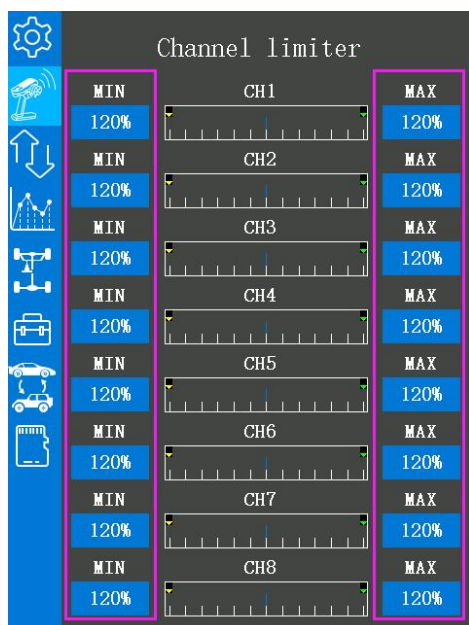 Channel limiter
MIN CH1 MAX
120% 120%
MIN CH2 MAX
120% 120%
MIN CH3 MAX
120% 120%
MIN CH4 MAX
120% 120%
MIN CH5 MAX
120% 120%
MIN CH6 MAX
120% 120%
MIN CH7 MAX
120% 120%
MIN CH8 MAX
120% 120%